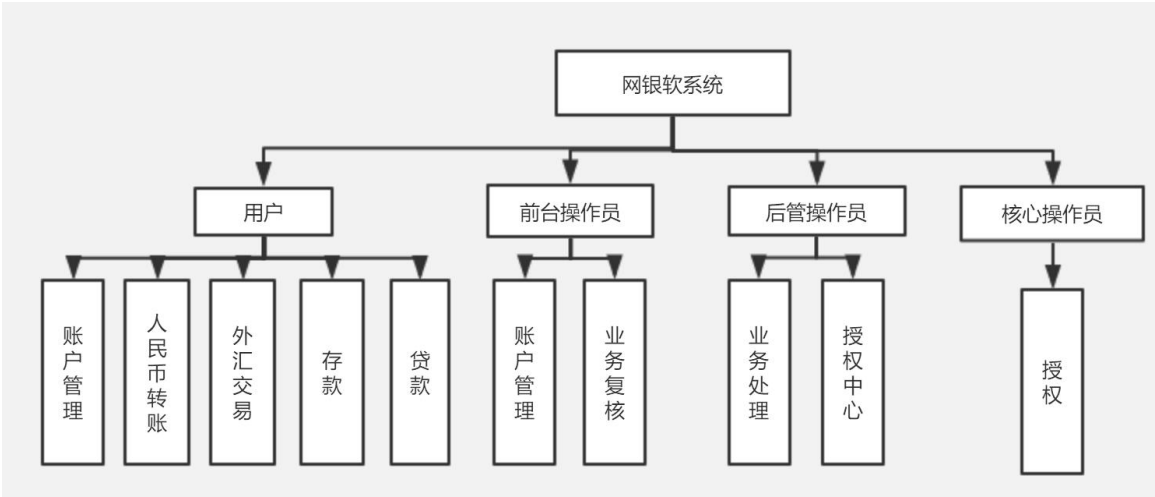 网银软系统
用户
前台操作员
后管操作员
核心操作员
账户管理
人民币转账
外汇交易
存款
贷款
账户管理
业务复核
业务处理
授权中心
授权